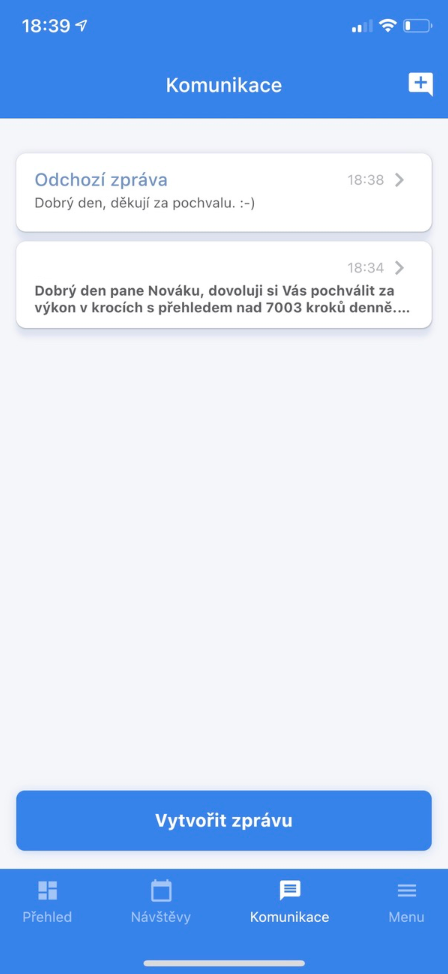 18:39
Komunikace
Odchozí zpráva 18:38
Dobrý den, děkují za pochvalu. :-)
18:34
Dobrý den pane Nováku, dovoluji si Vás pochválit za
výkon v krocích s přehledem nad 7003 kroků denně....
Vytvořit zprávu
Přehled Návštěvy Komunikace Menu